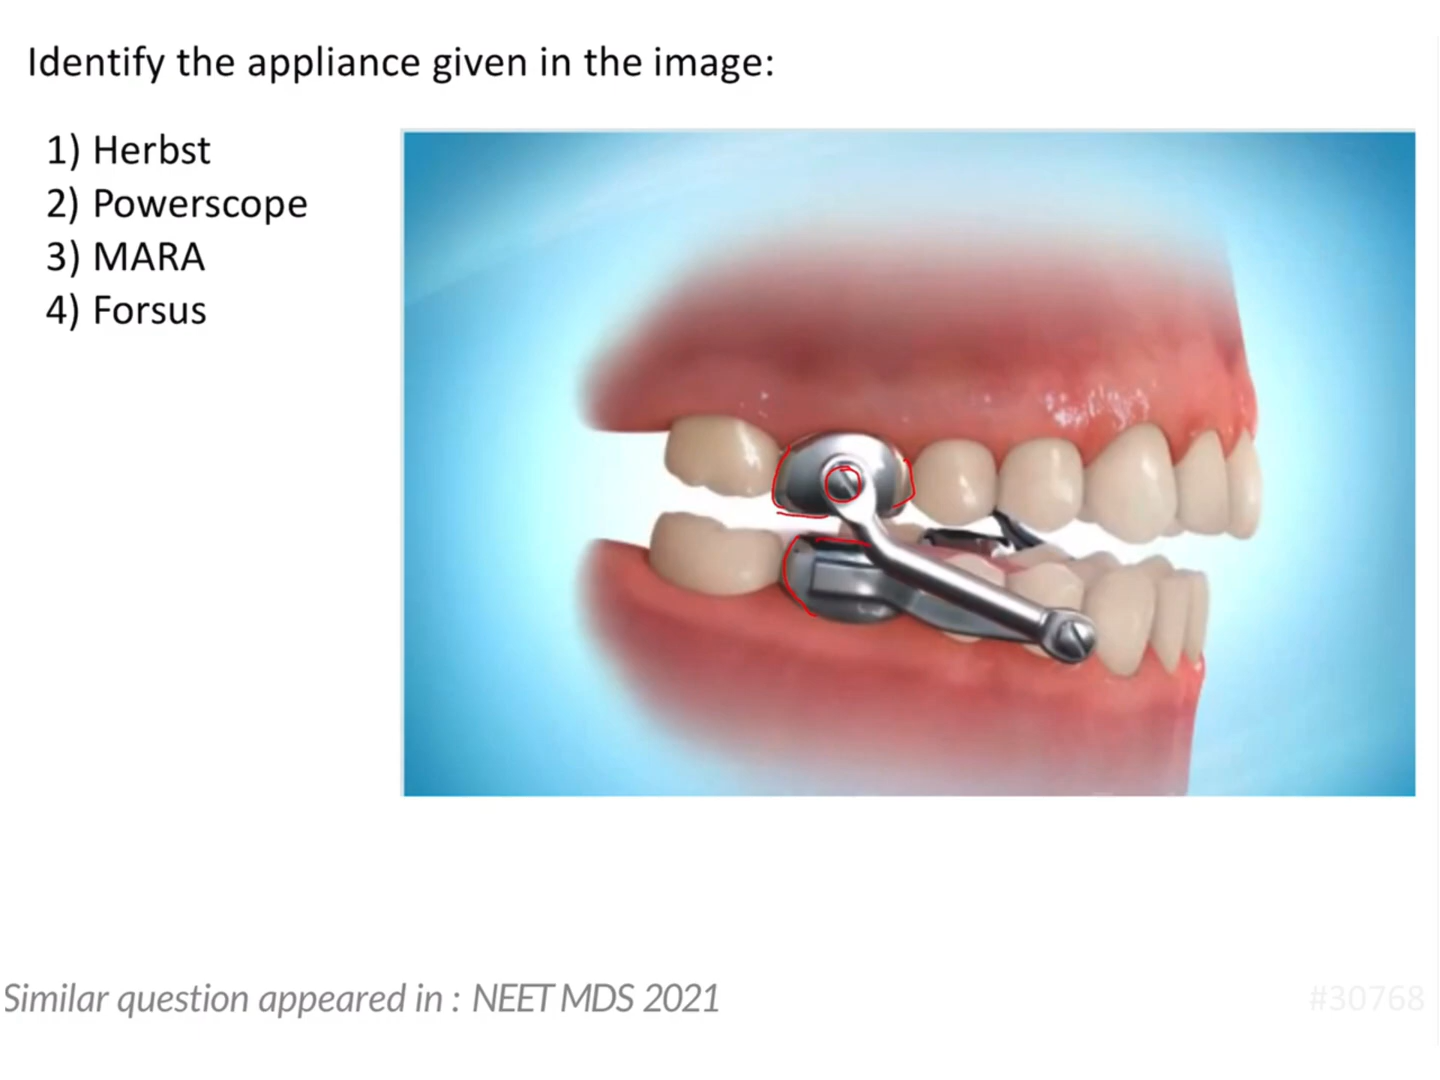 Identify the appliance given in the image:
1) Herbst
2) Powerscope
3) MARA
4) Forsus
Similar question appeared in : NEET MDS 2021
#30768